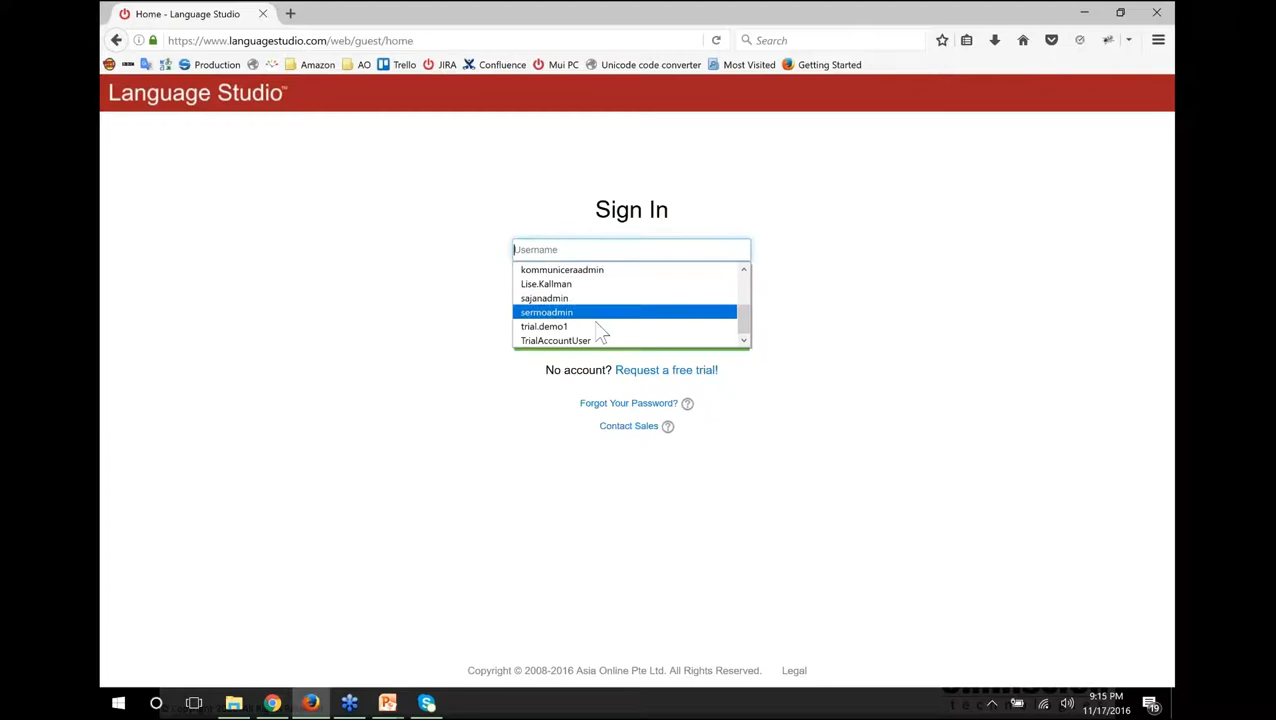 Home - Language Studio
https://www.languagestudio.com/web/guest/home
Search
Production
Amazon
AO
Trello
JIRA
Confluence
Mui PC
Unicode code converter
Most Visited
Getting Started
Language Studio™
Sign In
Username
kommuniceraadmin
Lise.Kallman
sajanadmin
sermoadmin
trial.demo1
TrialAccountUser
No account? Request a free trial!
Forgot Your Password? ?
Contact Sales ?
Copyright © 2008-2016 Asia Online Pte Ltd. All Rights Reserved. Legal
9:15 PM
11/17/2016
19